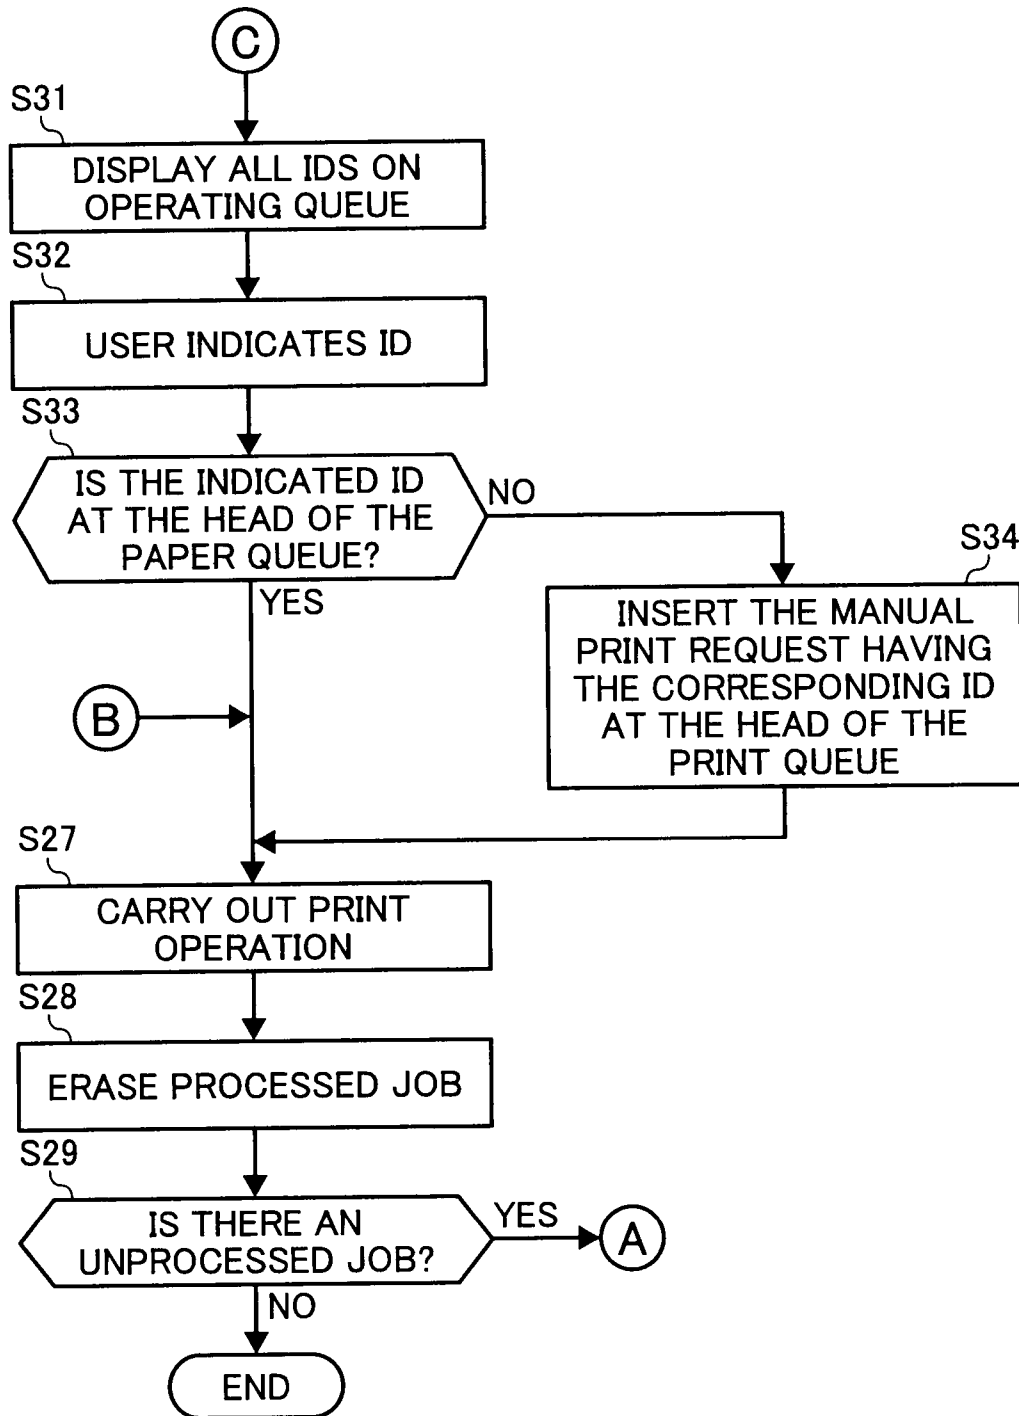 C
S31
DISPLAY ALL IDS ON
OPERATING QUEUE
S32
USER INDICATES ID
S33
IS THE INDICATED ID
AT THE HEAD OF THE
PAPER QUEUE?
NO
YES
S34
INSERT THE MANUAL
PRINT REQUEST HAVING
THE CORRESPONDING ID
AT THE HEAD OF THE
PRINT QUEUE
B
S27
CARRY OUT PRINT
OPERATION
S28
ERASE PROCESSED JOB
S29
IS THERE AN
UNPROCESSED JOB?
YES
A
NO
END